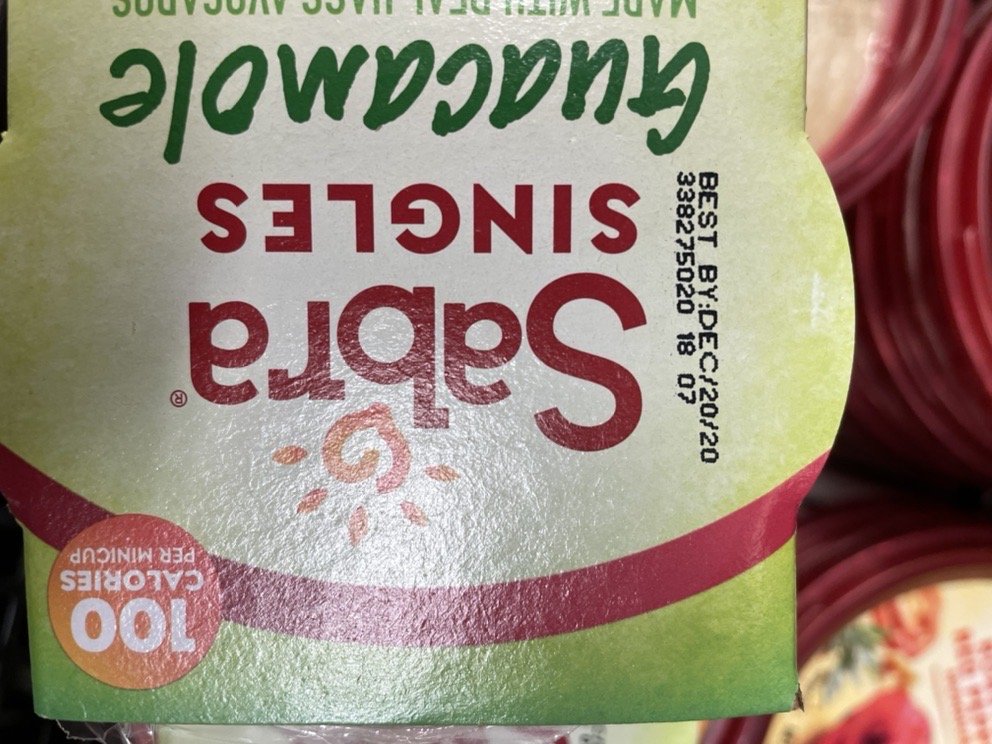 100
CALORIES
PER MINICUP
Sabra®
SINGLES
Guacamole
MADE WITH REAL HASS AVOCADOS
BEST BY:DEC/20/20
338275020 18 07